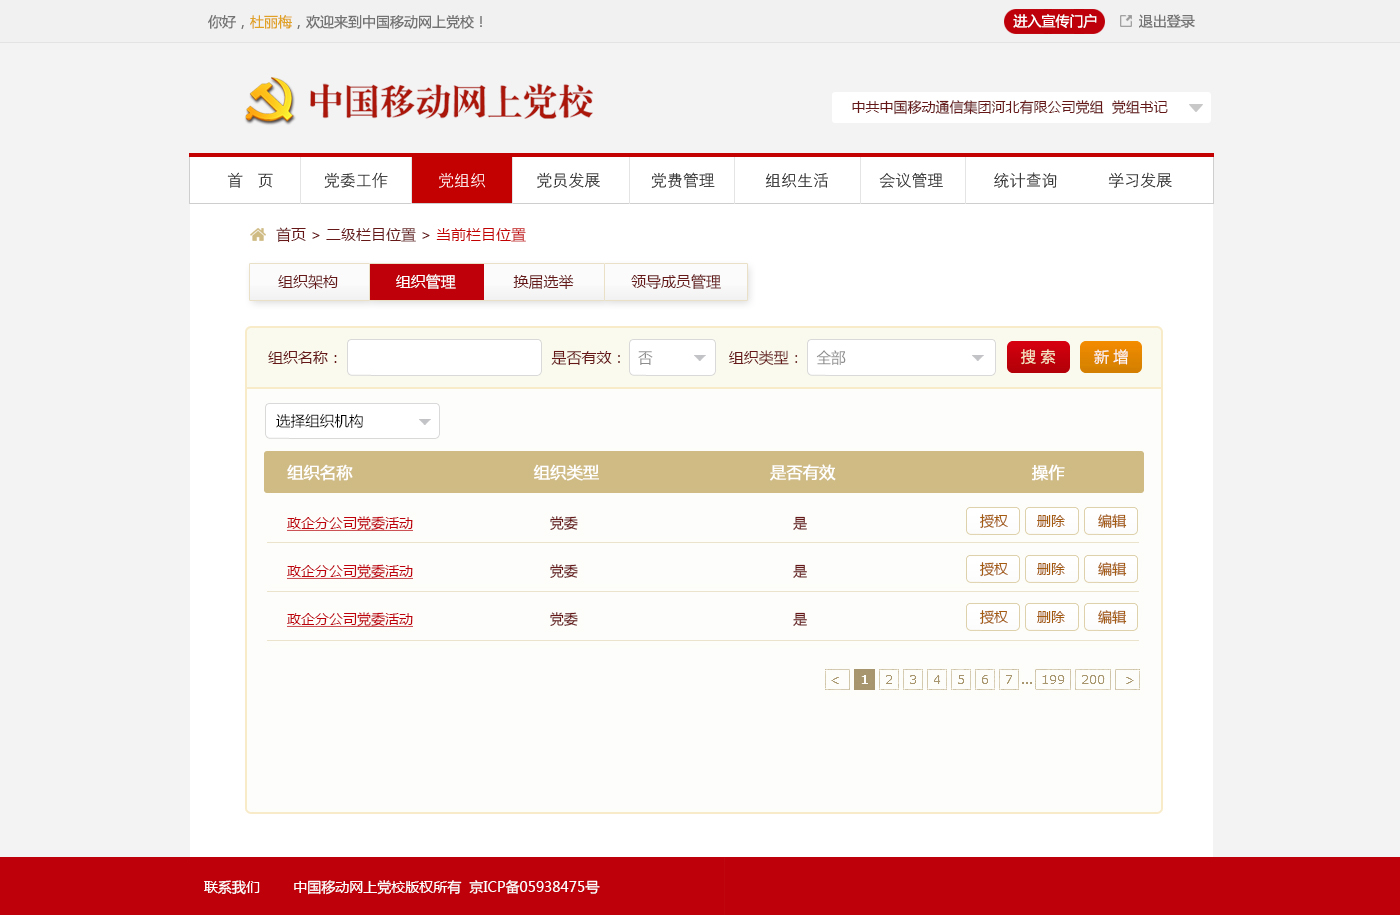 你好，杜丽梅，欢迎来到中国移动网上党校！ 进入宣传门户 退出登录
中国移动网上党校
中共中国移动通信集团河北有限公司党组 党组书记
首 页 党委工作 党组织 党员发展 党费管理 组织生活 会议管理 统计查询 学习发展
首页 > 二级栏目位置 > 当前栏目位置
组织架构 组织管理 换届选举 领导成员管理
组织名称： 是否有效： 否 组织类型： 全部 搜 索 新 增
选择组织机构
组织名称 组织类型 是否有效 操作
政企分公司党委活动 党委 是 授权 删除 编辑
政企分公司党委活动 党委 是 授权 删除 编辑
政企分公司党委活动 党委 是 授权 删除 编辑
< 1 2 3 4 5 6 7 ... 199 200 >
联系我们 中国移动网上党校版权所有 京ICP备05938475号